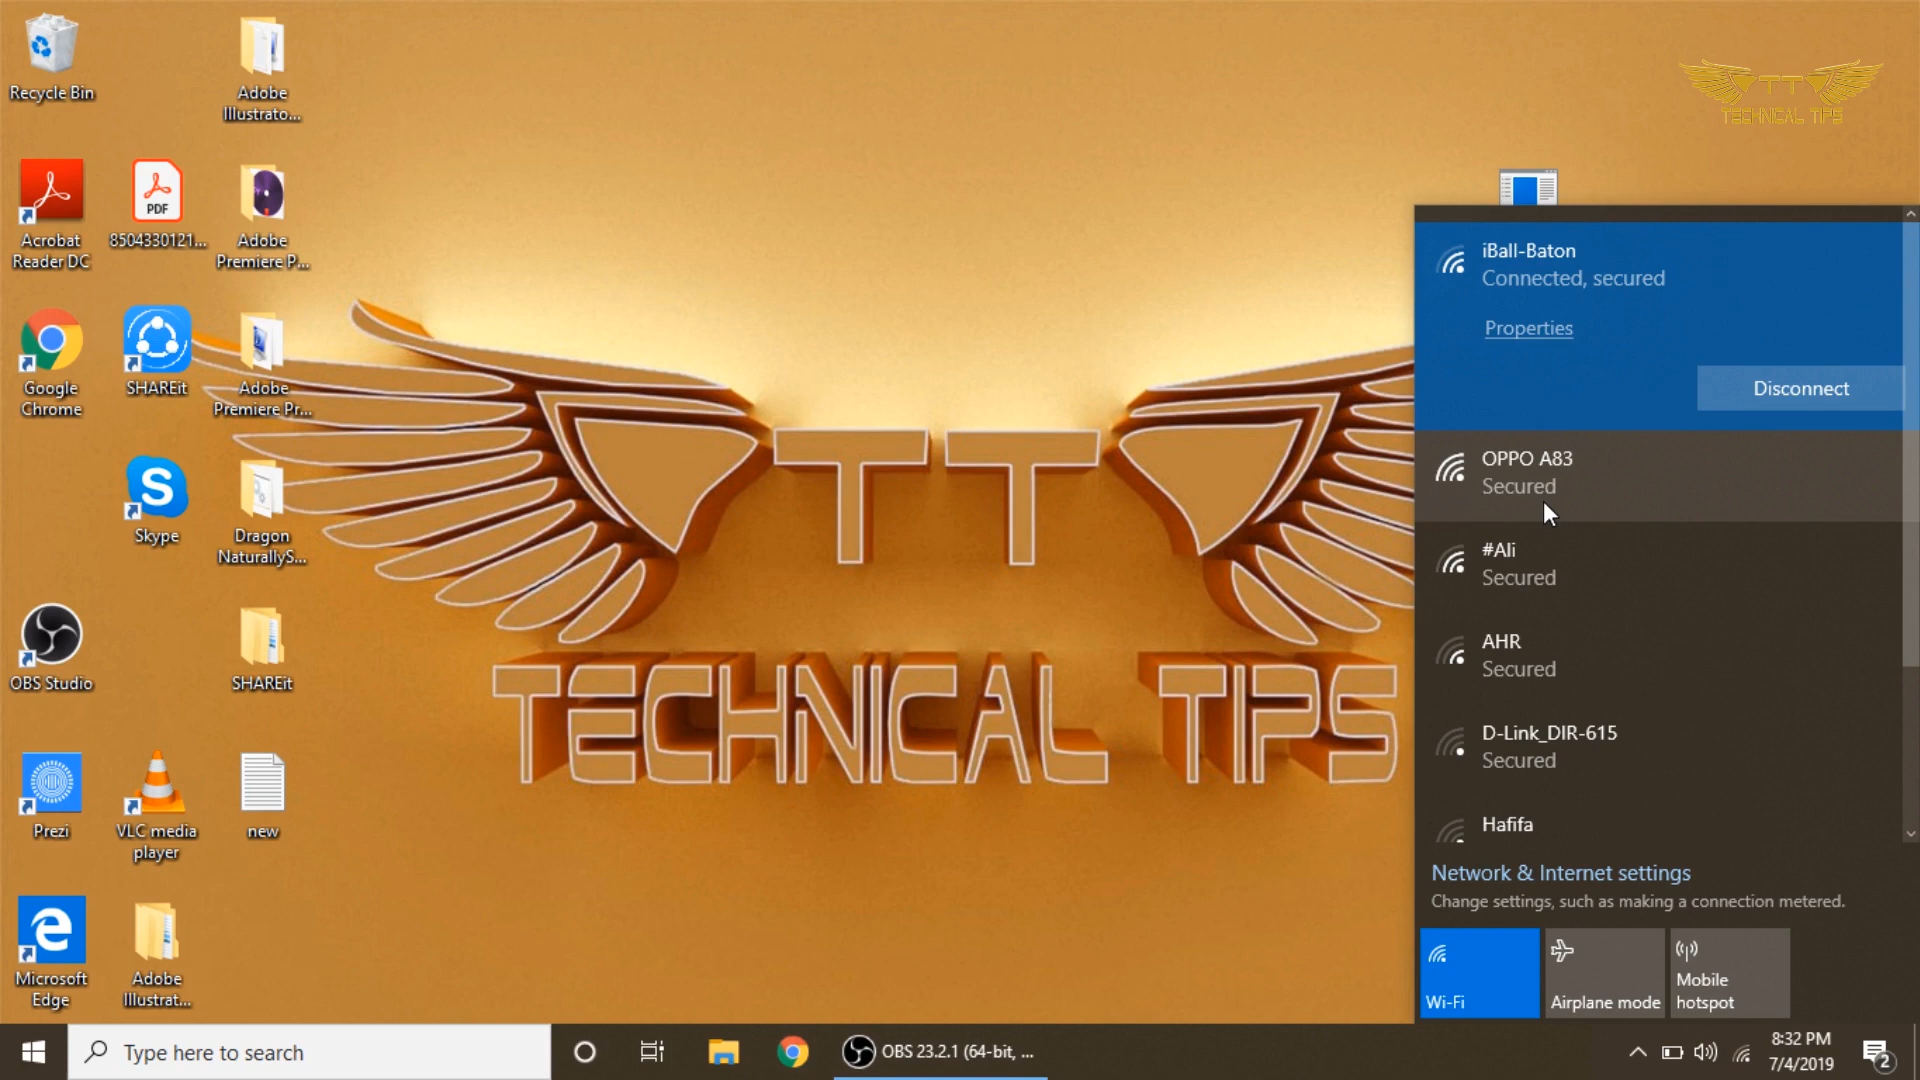 Recycle Bin
Adobe
Illustrato...
TT
TECHNICAL TIPS
Acrobat
Reader DC
PDF
8504330121...
Adobe
Premiere P...
Google
Chrome
SHAREit
Adobe
Premiere Pr...
Skype
Dragon
NaturallyS...
OBS Studio
SHAREit
Prezi
VLC media
player
new
Microsoft
Edge
Adobe
Illustrat...
TT
TECHNICAL TIPS
iBall-Baton
Connected, secured
Properties
Disconnect
OPPO A83
Secured
#Ali
Secured
AHR
Secured
D-Link_DIR-615
Secured
Hafifa
Network & Internet settings
Change settings, such as making a connection metered.
Wi-Fi
Airplane mode
Mobile
hotspot
Type here to search
OBS 23.2.1 (64-bit, ...
8:32 PM
7/4/2019
2